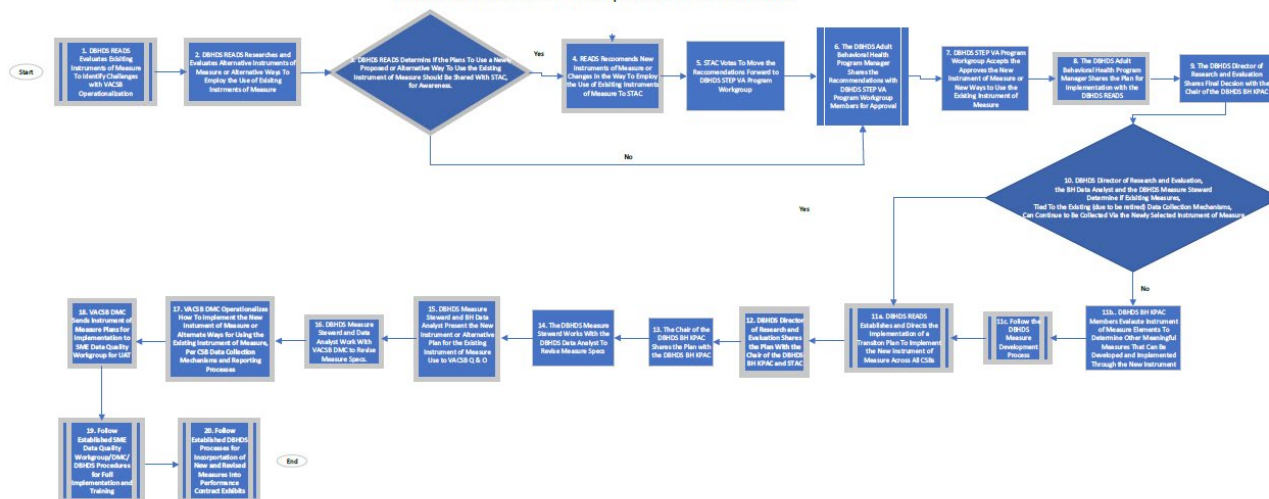 Start
1. DBHDS READS
Evaluates Exisiting
Instruments of Measure
To Identify Challenges
with VACSB
Operationalization
2. DBHDS READS Researches and
Evaluates Alternative Instruments of
Measure or Alternative Ways To
Employ the Use of Existing
Instrments of Measure
3. DBHDS READS Determines If the Plans To Use a Newly
Proposed or Alternative Way To Use the Existing
Instrument of Measure Should Be Shared With STAC,
for Awareness.
Yes
No
4. READS Reccomends New
Instruments of Measure or
Changes in the Way To Employ
the Use of Exisiting Instruments
of Measure To STAC
5. STAC Votes To Move the
Reccomendations Forward to
DBHDS STEP VA Program
Workgroup
6. The DBHDS Adult
Behavioral Health
Program Manager
Shares the
Recommendations with
DBHDS STEP VA
Program Workgroup
Members for Approval
7. DBHDS STEP VA Program
Workgroup Accepts the
Approves the New
Instrument of Measure or
New Ways to Use the
Existing Instrument of
Measure
8. The DBHDS Adult
Behavioral Health Program
Manager Shares the Plan for
Implementation with the
DBHDS READS
9. The DBHDS Director of
Research and Evaluation
Shares Final Decision with the
Chair of the DBHDS BH KPAC
10. DBHDS Director of Research and Evaluation,
the BH Data Analyst and the DBHDS Measure Steward
Determine If Exisiting Measures,
Tied To the Existing (due to be retired) Data Collection Mechanisms,
Can Continue to Be Collected Via the Newly Selected Instrument of Measure
Yes
No
11b. DBHDS BH KPAC
Members Evaluate Instrument
of Measure Elements To
Determine Other Meaningful
Measures That Can Be
Developed and Implemented
Through the New Instrument
11c. Follow the
DBHDS
Measure
Development
Process
11a. DBHDS READS
Establishes and Directs the
Implementation of a
Transiton Plan To Implement
the New Instrument of
Measure Across All CSBs
12. DBHDS Director
of Research and
Evaluation Shares
the Plan With the
Chair of the DBHDS
BH KPAC and STAC
13. The Chair of the
DBHDS BH KPAC
Shares the Plan with
the DBHDS BH KPAC
14. The DBHDS Measure
Steward Works With the
DBHDS Data Analyst To
Revise Measure Specs
15. DBHDS Measure
Steward and BH Data
Analyst Present the New
Instrument or Alternative
Plan for the Existing
Instrument of Measure
Use to VACSB Q & O
16. DBHDS Measure
Steward and Data
Analyst Work With
VACSB DMC to Revise
Measure Specs.
17. VACSB DMC Operationalizes
How To Implement the New
Instument of Measure or
Alternate Ways for Using the
Existing Instrument of Measure,
Per CSB Data Collection
Mechanisms and Reporting
Processes
18. VACSB DMC
Sends Instrument of
Measure Plans for
Implementation to
SME Data Quality
Workgroup for UAT
19. Follow
Established SME
Data Quality
Workgroup/DMC/
DBHDS Procedures
for Full
Implementation and
Training
20. Follow
Established DBHDS
Processes for
Incorportation of
New and Revised
Measures Into
Performance
Contract Exhibits
End